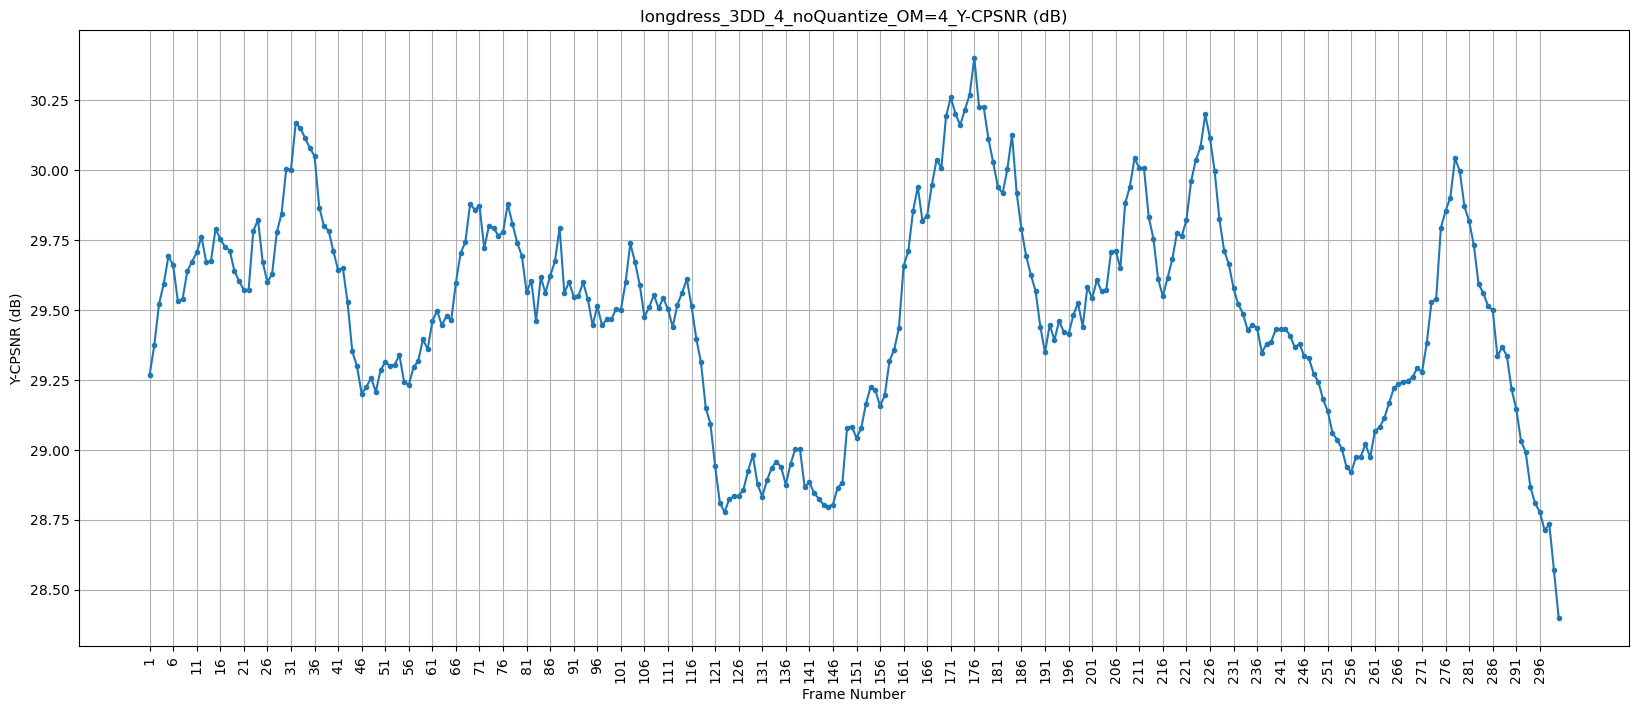 longdress_3DD_4_noQuantize_OM=4_Y-CPSNR (dB)
Y-CPSNR (dB)
30.25
30.00
29.75
29.50
29.25
29.00
28.75
28.50
1 6 11 16 21 26 31 36 41 46 51 56 61 66 71 76 81 86 91 96 101 106 111 116 121 126 131 136 141 146 151 156 161 166 171 176 181 186 191 196 201 206 211 216 221 226 231 236 241 246 251 256 261 266 271 276 281 286 291 296
Frame Number